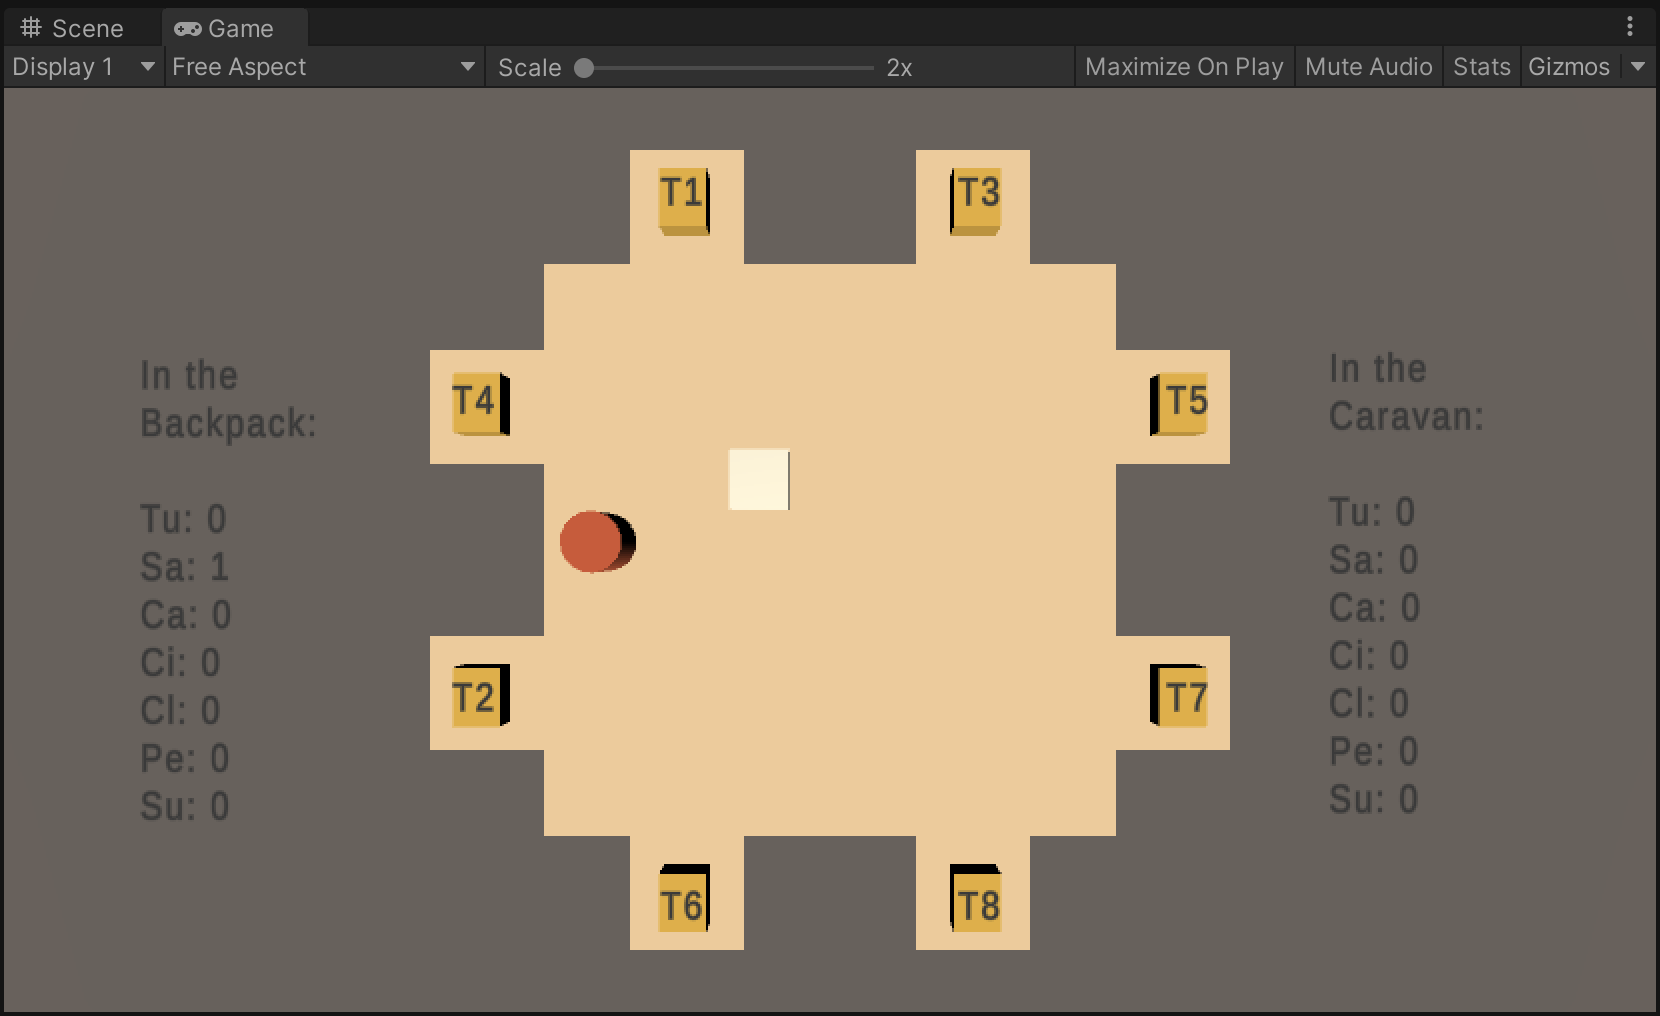 Scene
Game
Display 1
Free Aspect
Scale
2x
Maximize On Play
Mute Audio
Stats
Gizmos
T1
T3
T4
T5
T2
T7
T6
T8
In the
Backpack:
Tu: 0
Sa: 1
Ca: 0
Ci: 0
Cl: 0
Pe: 0
Su: 0
In the
Caravan:
Tu: 0
Sa: 0
Ca: 0
Ci: 0
Cl: 0
Pe: 0
Su: 0